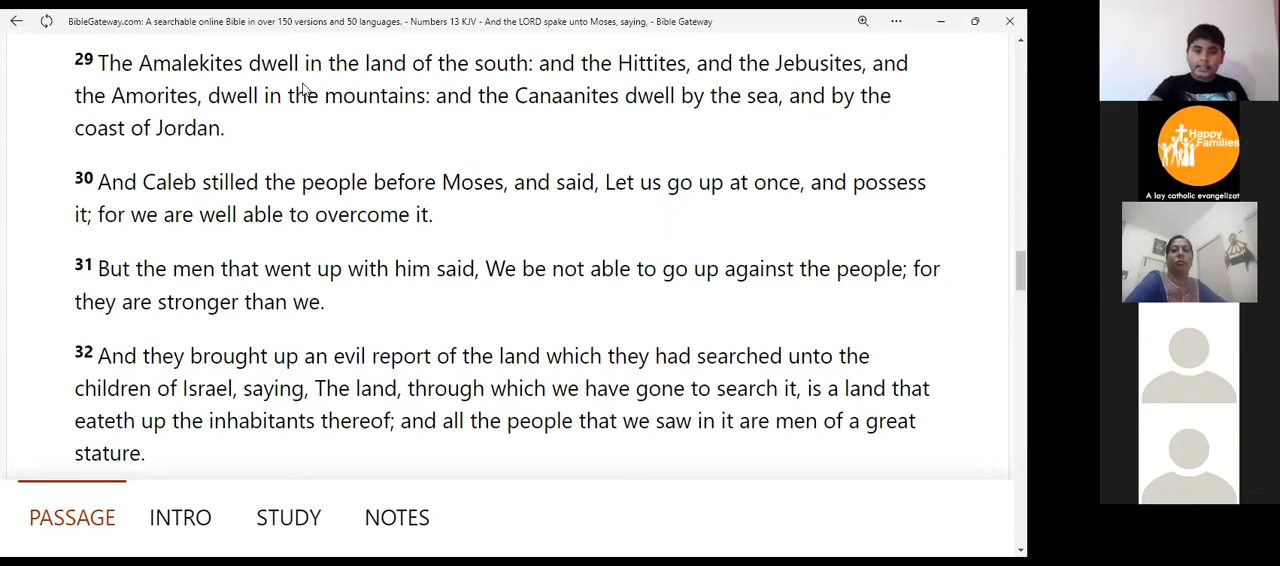 BibleGateway.com: A searchable online Bible in over 150 versions and 50 languages. - Numbers 13 KJV - And the LORD spake unto Moses, saying, - Bible Gateway
29 The Amalekites dwell in the land of the south: and the Hittites, and the Jebusites, and
the Amorites, dwell in the mountains: and the Canaanites dwell by the sea, and by the
coast of Jordan.
30 And Caleb stilled the people before Moses, and said, Let us go up at once, and possess
it; for we are well able to overcome it.
31 But the men that went up with him said, We be not able to go up against the people; for
they are stronger than we.
32 And they brought up an evil report of the land which they had searched unto the
children of Israel, saying, The land, through which we have gone to search it, is a land that
eateth up the inhabitants thereof; and all the people that we saw in it are men of a great
stature.
PASSAGE INTRO STUDY NOTES
Happy
Families
A lay catholic evangelizat